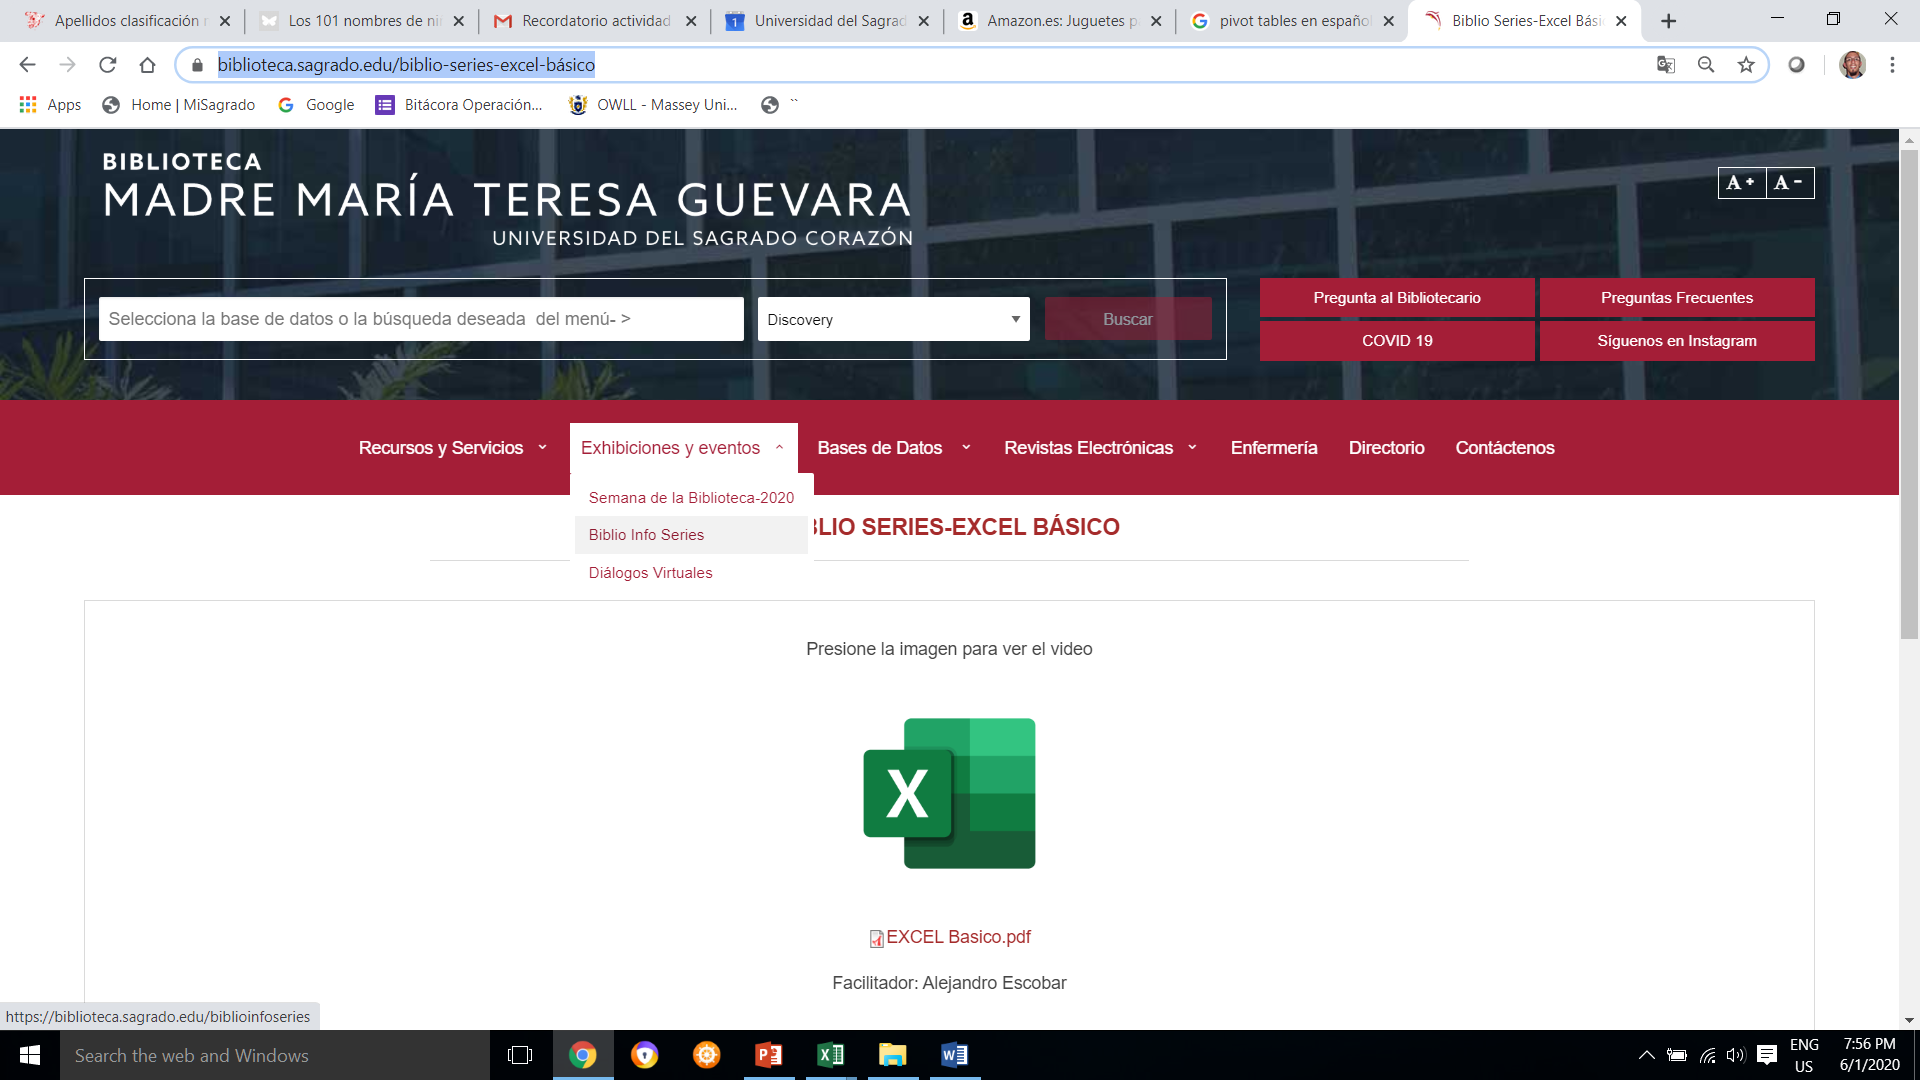 Apellidos clasificación
Los 101 nombres de ni
Recordatorio actividad
Universidad del Sagrad
Amazon.es: Juguetes p
pivot tables en español
Biblio Series-Excel Bási
biblioteca.sagrado.edu/biblio-series-excel-básico
Apps
Home | MiSagrado
Google
Bitácora Operación...
OWLL - Massey Uni...
``
BIBLIOTECA
MADRE MARÍA TERESA GUEVARA
UNIVERSIDAD DEL SAGRADO CORAZÓN
A+ A-
Selecciona la base de datos o la búsqueda deseada  del menú- >
Discovery
Buscar
Pregunta al Bibliotecario
Preguntas Frecuentes
COVID 19
Síguenos en Instagram
Recursos y Servicios
Exhibiciones y eventos
Bases de Datos
Revistas Electrónicas
Enfermería
Directorio
Contáctenos
Semana de la Biblioteca-2020
Biblio Info Series
Diálogos Virtuales
BLIO SERIES-EXCEL BÁSICO
Presione la imagen para ver el video
X
EXCEL Basico.pdf
Facilitador: Alejandro Escobar
https://biblioteca.sagrado.edu/biblioinfoseries
Search the web and Windows
ENG
US
7:56 PM
6/1/2020